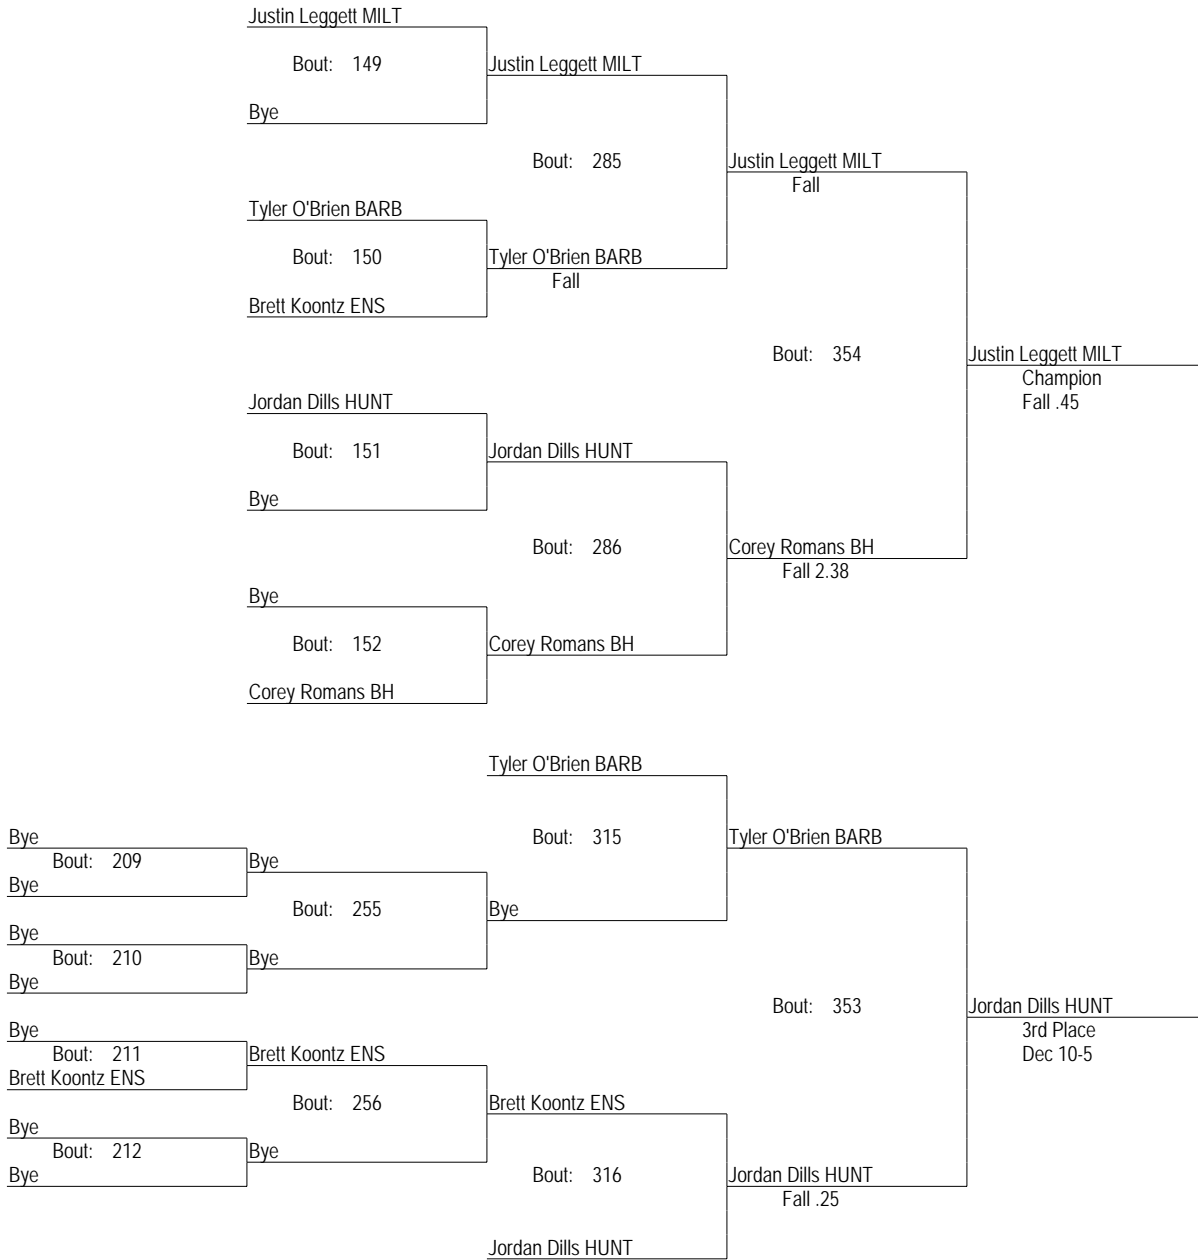 Justin Leggett MILT
Bout: 149
Justin Leggett MILT
Bye
Bout: 285
Justin Leggett MILT
Fall
Tyler O'Brien BARB
Bout: 150
Tyler O'Brien BARB
Fall
Brett Koontz ENS
Bout: 354
Justin Leggett MILT
Champion
Fall .45
Jordan Dills HUNT
Bout: 151
Jordan Dills HUNT
Bye
Bout: 286
Corey Romans BH
Fall 2.38
Bye
Bout: 152
Corey Romans BH
Corey Romans BH
Tyler O'Brien BARB
Bout: 315
Tyler O'Brien BARB
Bye
Bout: 209
Bye
Bye
Bout: 255
Bye
Bye
Bout: 210
Bye
Bye
Bout: 353
Jordan Dills HUNT
3rd Place
Dec 10-5
Bye
Bout: 211
Brett Koontz ENS
Brett Koontz ENS
Bout: 256
Brett Koontz ENS
Bye
Bout: 212
Bye
Bye
Bout: 316
Jordan Dills HUNT
Fall .25
Jordan Dills HUNT